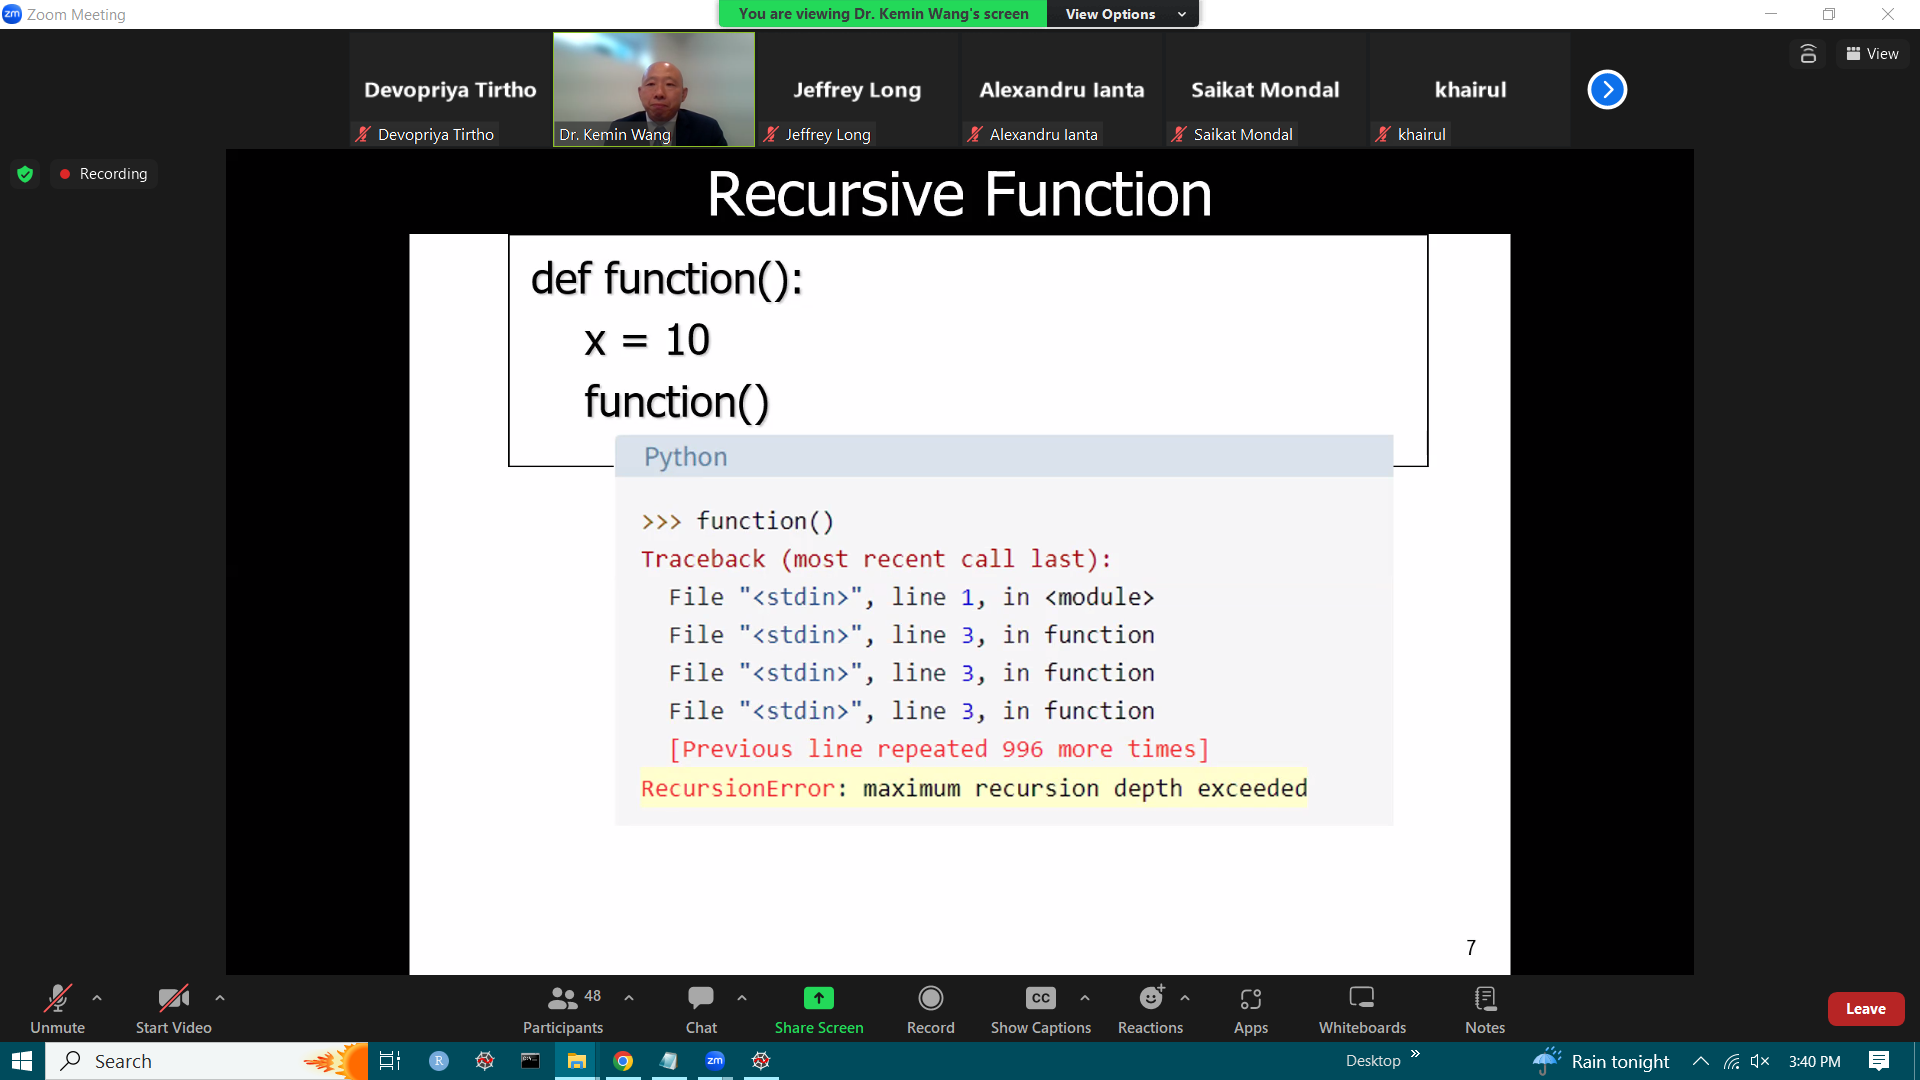 Zoom Meeting
You are viewing Dr. Kemin Wang's screen View Options
View
Devopriya Tirtho
Jeffrey Long
Alexandru Ianta
Saikat Mondal
khairul
Devopriya Tirtho
Dr. Kemin Wang
Jeffrey Long
Alexandru Ianta
Saikat Mondal
khairul
Recording
Recursive Function
def function():
x = 10
function()
Python
>>> function()
Traceback (most recent call last):
File "<stdin>", line 1, in <module>
File "<stdin>", line 3, in function
File "<stdin>", line 3, in function
File "<stdin>", line 3, in function
[Previous line repeated 996 more times]
RecursionError: maximum recursion depth exceeded
7
48
CC
Unmute
Start Video
Participants
Chat
Share Screen
Record
Show Captions
Reactions
Apps
Whiteboards
Notes
Leave
Search
R
zm
Desktop
Rain tonight
3:40 PM